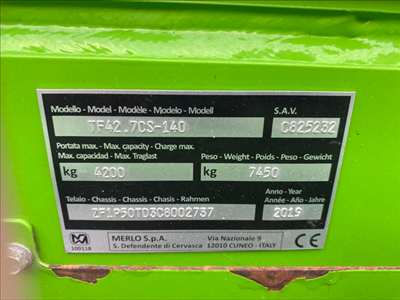 Modello - Model - Modèle - Modelo - Modell
S.A.V.
TF42.7CS-140
C825232
Portata max. - Max. capacity - Charge max.
Max. capacidad - Max. Traglast
Peso - Weight - Poids - Peso - Gewicht
kg 4200
kg 7450
Telaio - Chassis - Chassis - Chasis - Rahmen
Anno - Year
Année - Año - Jahre
ZF1P50TD3C8002737
2019
100118
MERLO S.p.A.
S. Defendente di Cervasca
Via Nazionale 9
12010 CUNEO - ITALY
CE